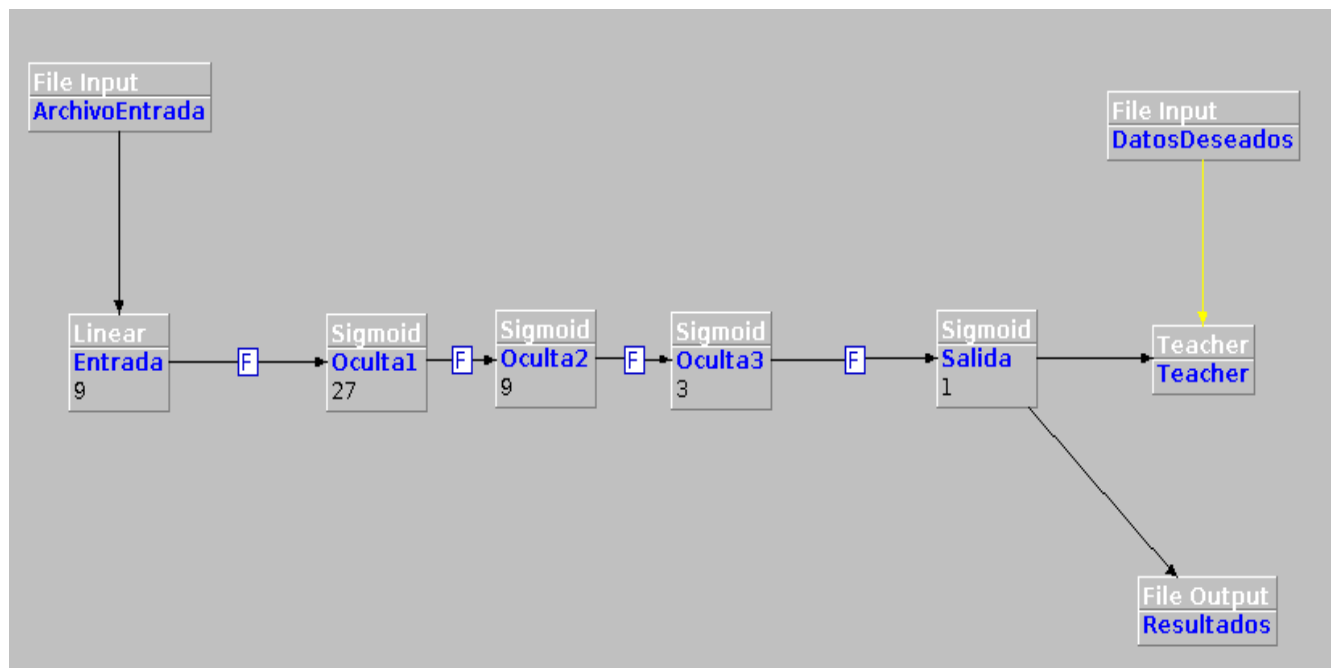 File Input
ArchivoEntrada
File Input
DatosDeseados
Linear
Entrada
9
F
Sigmoid
Oculta1
27
F
Sigmoid
Oculta2
9
F
Sigmoid
Oculta3
3
F
Sigmoid
Salida
1
Teacher
Teacher
File Output
Resultados